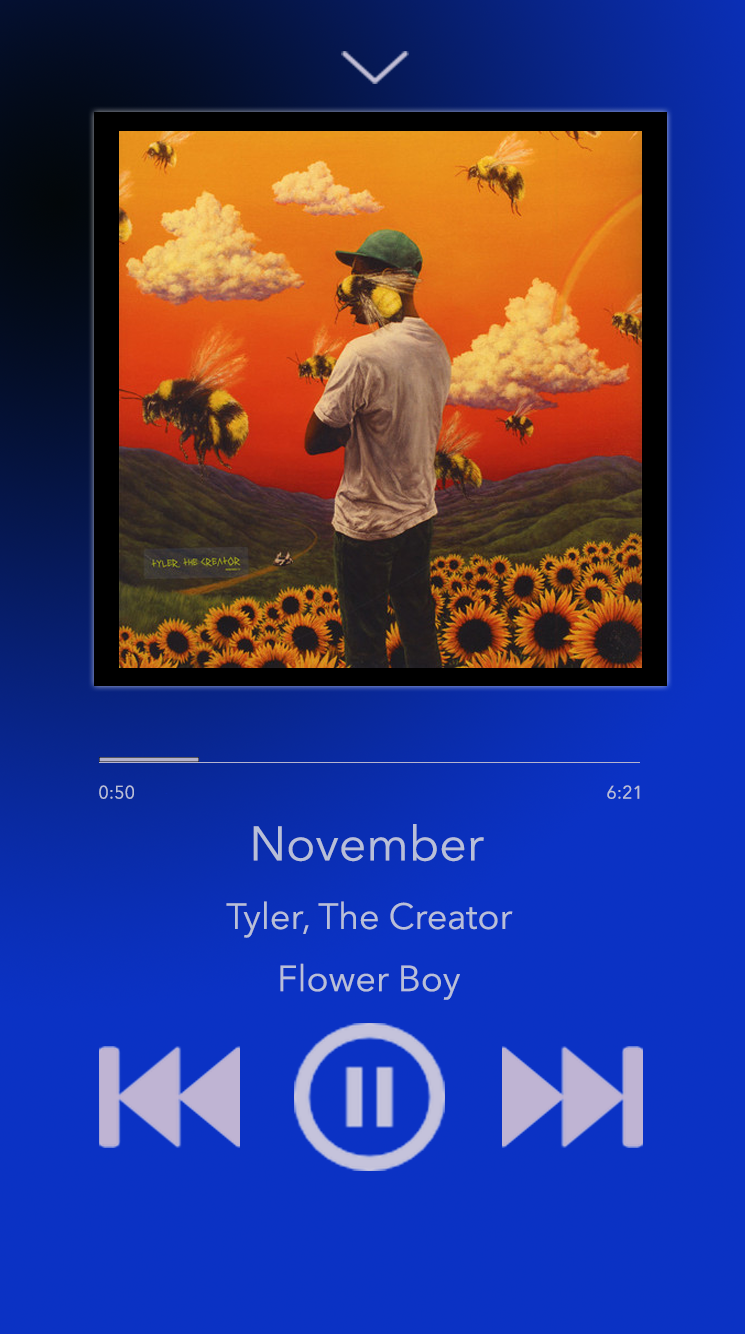 TYLER, THE CREATOR
0:50 6:21
November
Tyler, The Creator
Flower Boy